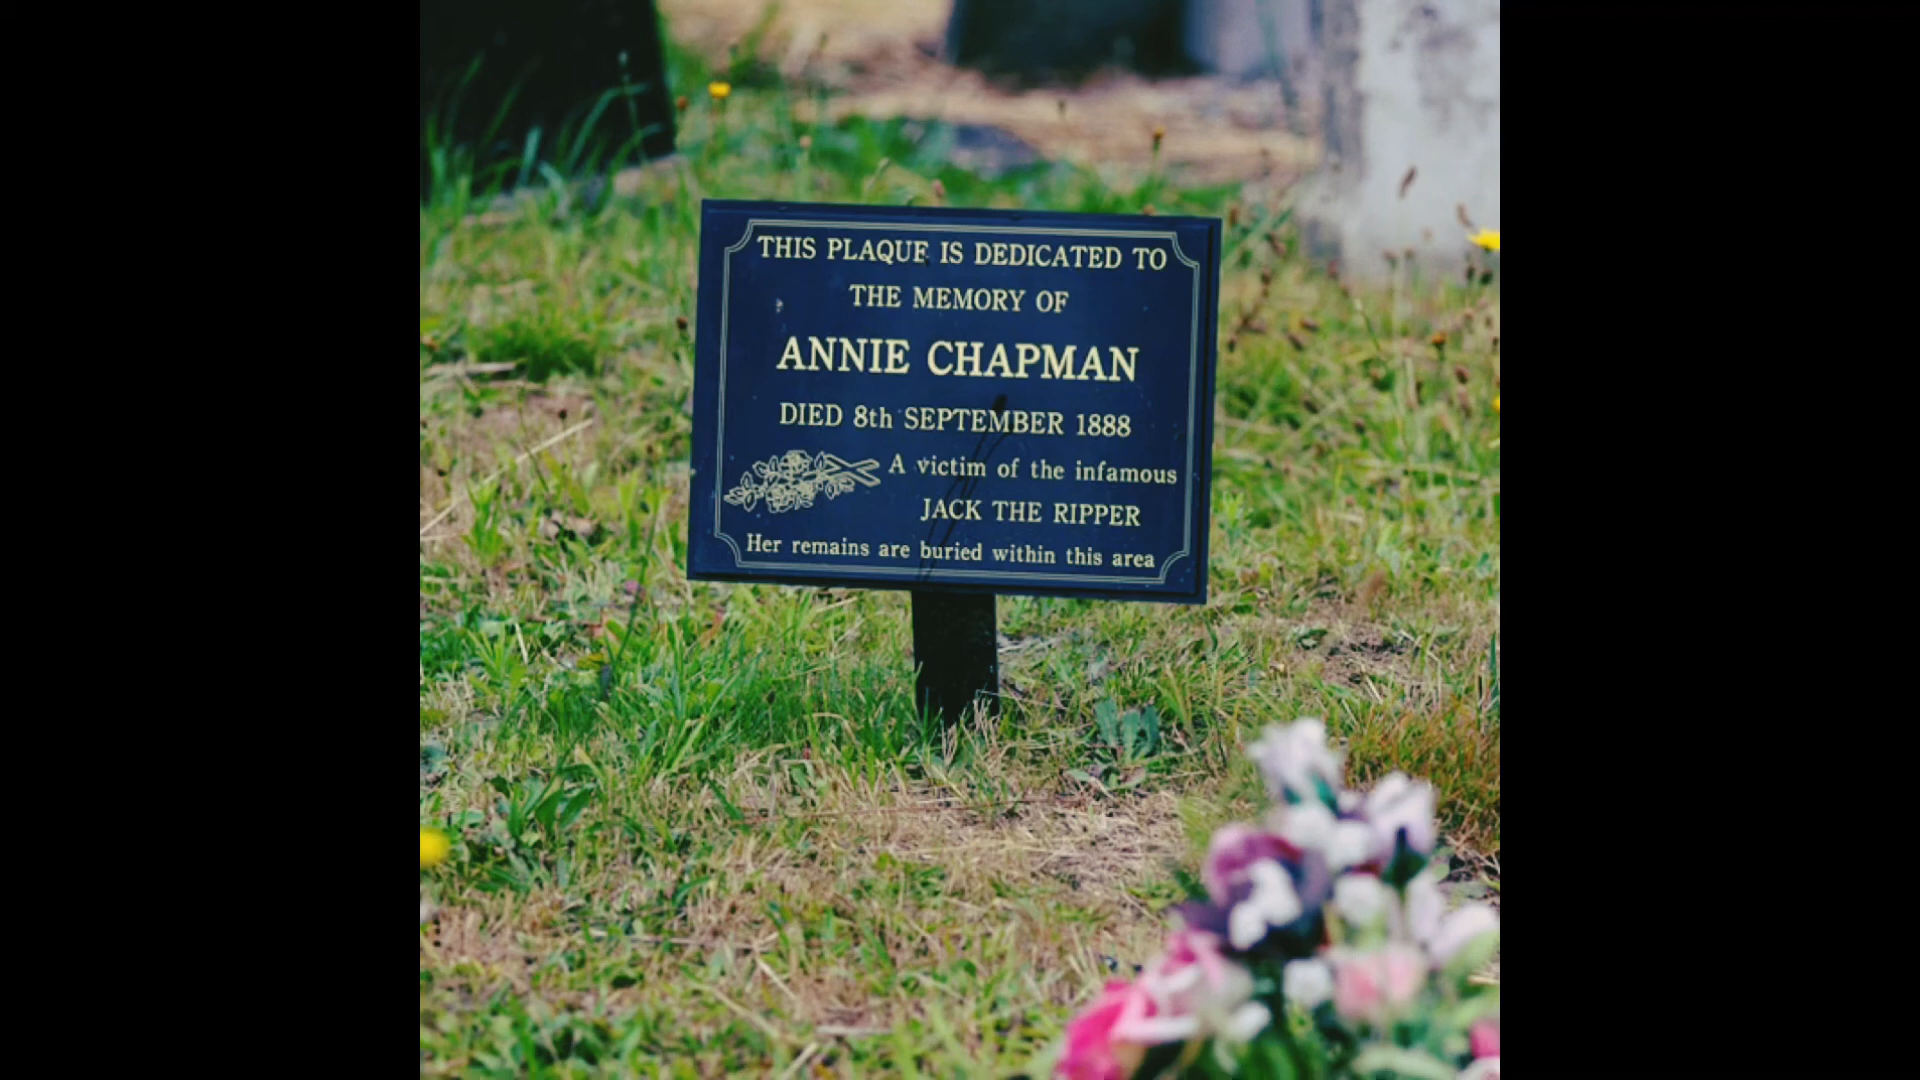 THIS PLAQUE IS DEDICATED TO
THE MEMORY OF
ANNIE CHAPMAN
DIED 8th SEPTEMBER 1888
A victim of the infamous
JACK THE RIPPER
Her remains are buried within this area